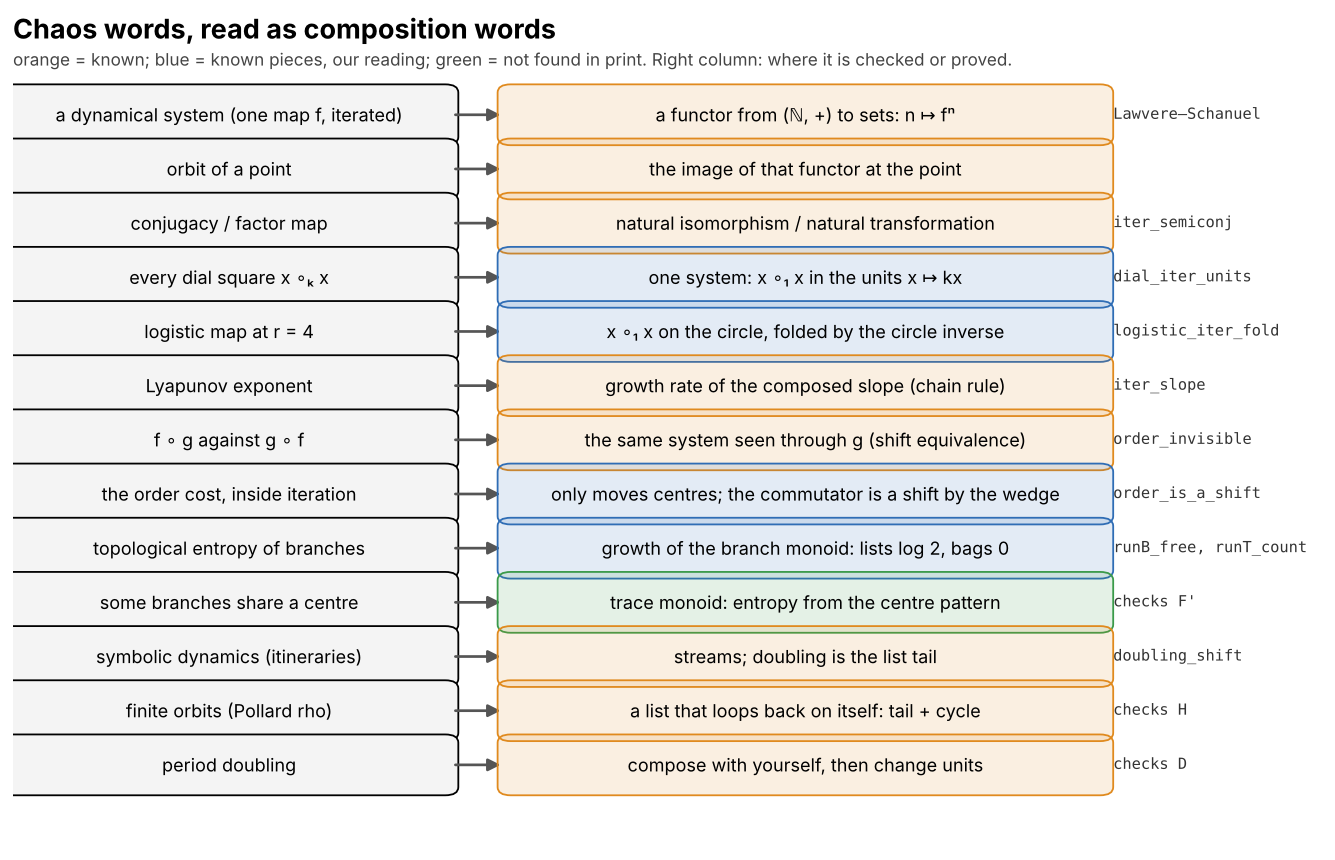 Chaos words, read as composition words
orange = known; blue = known pieces, our reading; green = not found in print. Right column: where it is checked or proved.
a dynamical system (one map f, iterated) a functor from (ℕ, +) to sets: n ↦ fⁿ Lawvere–Schanuel
orbit of a point the image of that functor at the point
conjugacy / factor map natural isomorphism / natural transformation iter_semiconj
every dial square x ∘ₖ x one system: x ∘₁ x in the units x ↦ kx dial_iter_units
logistic map at r = 4 x ∘₁ x on the circle, folded by the circle inverse logistic_iter_fold
Lyapunov exponent growth rate of the composed slope (chain rule) iter_slope
f ∘ g against g ∘ f the same system seen through g (shift equivalence) order_invisible
the order cost, inside iteration only moves centres; the commutator is a shift by the wedge order_is_a_shift
topological entropy of branches growth of the branch monoid: lists log 2, bags 0 runB_free, runT_count
some branches share a centre trace monoid: entropy from the centre pattern checks F'
symbolic dynamics (itineraries) streams; doubling is the list tail doubling_shift
finite orbits (Pollard rho) a list that loops back on itself: tail + cycle checks H
period doubling compose with yourself, then change units checks D